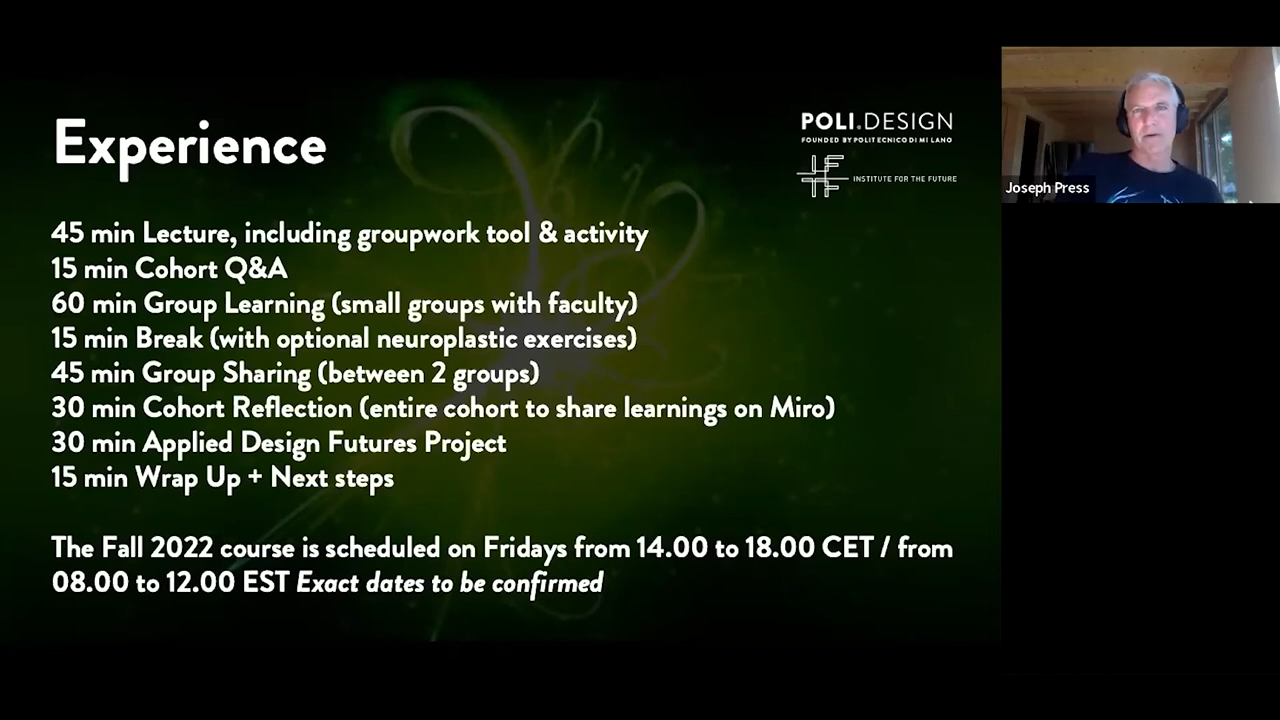 Experience
POLI.DESIGN
FOUNDED BY POLITECNICO DI MILANO
INSTITUTE FOR THE FUTURE
Joseph Press
45 min Lecture, including groupwork tool & activity
15 min Cohort Q&A
60 min Group Learning (small groups with faculty)
15 min Break (with optional neuroplastic exercises)
45 min Group Sharing (between 2 groups)
30 min Cohort Reflection (entire cohort to share learnings on Miro)
30 min Applied Design Futures Project
15 min Wrap Up + Next steps
The Fall 2022 course is scheduled on Fridays from 14.00 to 18.00 CET / from
08.00 to 12.00 EST Exact dates to be confirmed